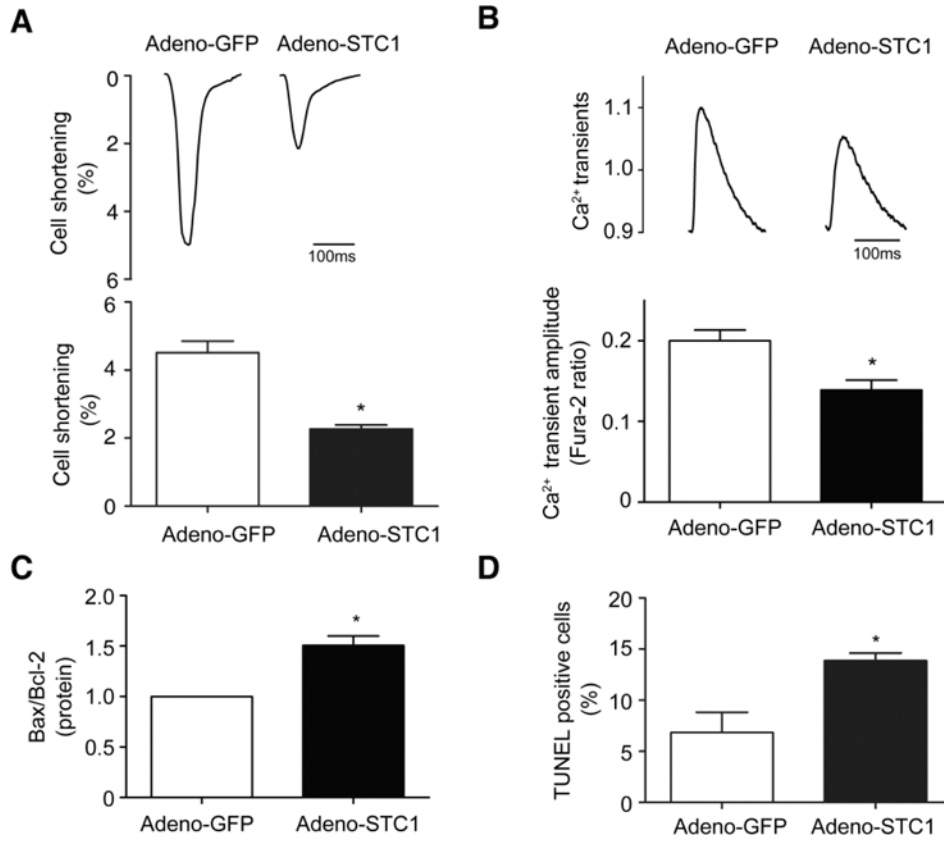 A
Adeno-GFP Adeno-STC1
0
2
4
6
Cell shortening
(%)
100ms
6
4
2
0
Cell shortening
(%)
Adeno-GFP Adeno-STC1
B
Adeno-GFP Adeno-STC1
1.1
1.0
0.9
Ca²⁺ transients
100ms
0.2
0.1
0
Ca²⁺ transient amplitude
(Fura-2 ratio)
*
*
Adeno-GFP Adeno-STC1
C
2.0
1.5
1.0
0.5
0
Bax/Bcl-2
(protein)
*
Adeno-GFP Adeno-STC1
D
20
15
10
5
0
TUNEL positive cells
(%)
*
Adeno-GFP Adeno-STC1